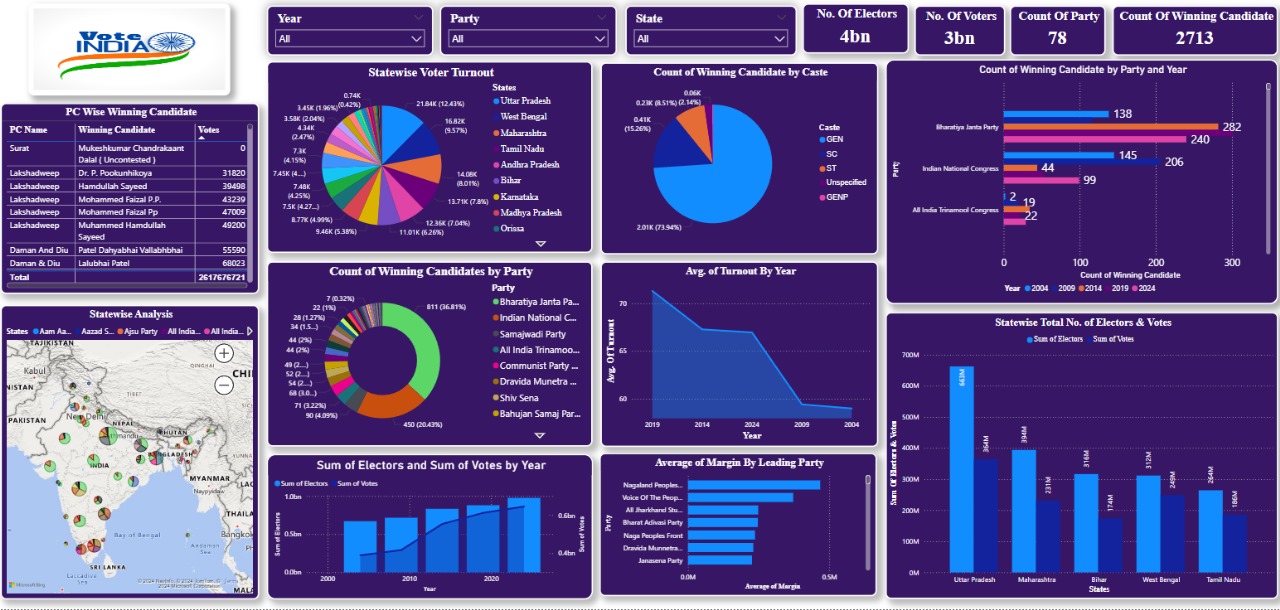 Vote
INDIA
Year
All
Party
All
State
All
No. Of Electors
4bn
No. Of Voters
3bn
Count Of Party
78
Count Of Winning Candidate
2713
PC Wise Winning Candidate
PC Name Winning Candidate Votes
Surat Mukeshkumar Chandrakaant 0
Dalal ( Uncontested )
Lakshadweep Dr. P. Pookunhikoya 31820
Lakshadweep Hamdullah Sayeed 39498
Lakshadweep Mohammed Faizal P.P. 43239
Lakshadweep Mohammed Faizal Pp 47009
Lakshadweep Muhammed Hamdullah 49200
Sayeed
Daman And Diu Patel Dahyabhai Vallabhbhai 55590
Daman & Diu Lalubhai Patel 68023
Total 2617676721
Statewise Analysis
States Aam Aa... Azad S... Ajsu Party All India... All India...
TAJIKISTAN
Kabul
QINGHAI
CHI
NISTAN
TIBET
PAKISTAN
New Delhi
NEPAL
BHUTAN
BANGLADESH
YUNNA
INDIA
MYANMAR
Naypyidaw
LAO
THAILA
Bay of Bengal
Andaman
Sea
Bangkok
SRI LANKA
Laccadive
Sea
MALA
Statewise Voter Turnout
0.74K
(0.42%)
3.45K (1.96%)
3.58K (2.04%)
4.34K
(2.47%)
7.3K
(4.15%)
7.45K (4....)
7.48K
(4.25%)
7.5K (4.27...)
8.77K (4.99%)
9.46K (5.38%)
11.01K (6.26%)
12.36K (7.04%)
13.71K (7.8%)
14.08K
(8.01%)
16.82K
(9.57%)
21.84K (12.43%)
States
Uttar Pradesh
West Bengal
Maharashtra
Tamil Nadu
Andhra Pradesh
Bihar
Karnataka
Madhya Pradesh
Orissa
Count of Winning Candidate by Caste
0.06K
(2.14%)
0.23K (8.51%)
0.41K
(15.26%)
2.01K (73.94%)
Caste
GEN
SC
ST
Unspecified
GENP
Count of Winning Candidate by Party and Year
Party
Bharatiya Janta Party
138
282
240
Indian National Congress
145
206
44
99
All India Trinamool Congress
2
19
22
0 100 200 300
Count of Winning Candidate
Year 2004 2009 2014 2019 2024
Count of Winning Candidates by Party
7 (0.32%)
22 (1%)
28 (1.27%)
34 (1.5...)
44 (2%)
44 (2%)
49 (2....)
52 (2....)
54 (2....)
68 (3.0...)
71 (3.22%)
90 (4.09%)
450 (20.43%)
811 (36.81%)
Party
Bharatiya Janta Pa...
Indian National C...
Samajwadi Party
All India Trinamoo...
Communist Party ...
Dravida Munetra ...
Shiv Sena
Bahujan Samaj Par...
Avg. of Turnout By Year
Avg. Of Turnout
70
65
60
2019 2014 2024 2009 2004
Year
Sum of Electors and Sum of Votes by Year
Sum of Electors Sum of Votes
Sum of Electors
1.0bn
0.5bn
0.0bn
2000 2010 2020
Year
0.6bn
0.4bn
Sum of Votes
Average of Margin By Leading Party
Party
Nagaland Peoples...
Voice Of The Peop...
All Jharkhand Stu...
Bharat Adivasi Party
Naga Peoples Front
Dravida Munnetra...
Janasena Party
0.0M 0.5M
Average of Margin
Statewise Total No. of Electors & Votes
Sum of Electors Sum of Votes
Sum Of Electors & Votes
700M
600M
500M
400M
300M
200M
100M
0M
663M
364M
394M
231M
316M
174M
312M
249M
264M
186M
Uttar Pradesh Maharashtra Bihar West Bengal Tamil Nadu
States